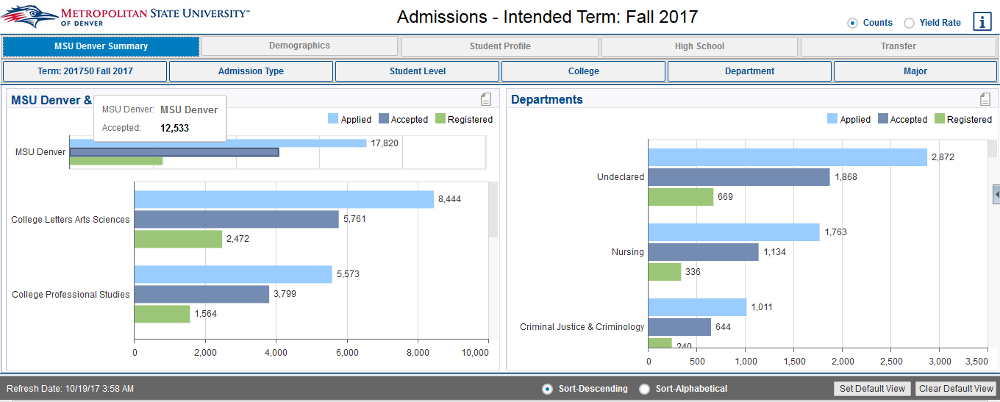 METROPOLITAN STATE UNIVERSITY™
OF DENVER
Admissions - Intended Term: Fall 2017
Counts
Yield Rate
i
MSU Denver Summary
Demographics
Student Profile
High School
Transfer
Term: 201750 Fall 2017
Admission Type
Student Level
College
Department
Major
MSU Denver &
MSU Denver: MSU Denver
Accepted: 12,533
Applied
Accepted
Registered
MSU Denver
17,820
College Letters Arts Sciences
8,444
5,761
2,472
College Professional Studies
5,573
3,799
1,564
0
2,000
4,000
6,000
8,000
10,000
Departments
Applied
Accepted
Registered
Undeclared
2,872
1,868
669
Nursing
1,763
1,134
336
Criminal Justice & Criminology
1,011
644
240
0
500
1,000
1,500
2,000
2,500
3,000
3,500
Refresh Date: 10/19/17 3:58 AM
Sort-Descending
Sort-Alphabetical
Set Default View
Clear Default View